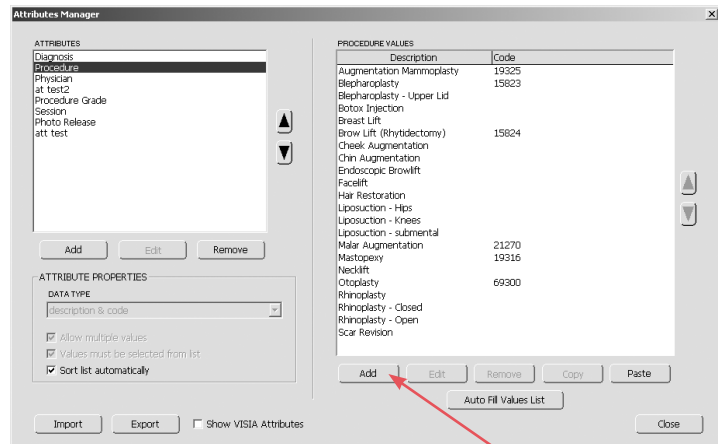 Attributes Manager
x
ATTRIBUTES
Diagnosis
Procedure
Physician
at test2
Procedure Grade
Session
Photo Release
att test
Add Edit Remove
ATTRIBUTE PROPERTIES
DATA TYPE
description & code
Allow multiple values
Values must be selected from list
Sort list automatically
PROCEDURE VALUES
Description Code
Augmentation Mammoplasty 19325
Blepharoplasty 15823
Blepharoplasty - Upper Lid
Botox Injection
Breast Lift
Brow Lift (Rhytidectomy) 15824
Cheek Augmentation
Chin Augmentation
Endoscopic Browlift
Facelift
Hair Restoration
Liposuction - Hips
Liposuction - Knees
Liposuction - submental
Malar Augmentation 21270
Mastopexy 19316
Necklift
Otoplasty 69300
Rhinoplasty
Rhinoplasty - Closed
Rhinoplasty - Open
Scar Revision
Add Edit Remove Copy Paste
Auto Fill Values List
Import Export Show VISIA Attributes Close